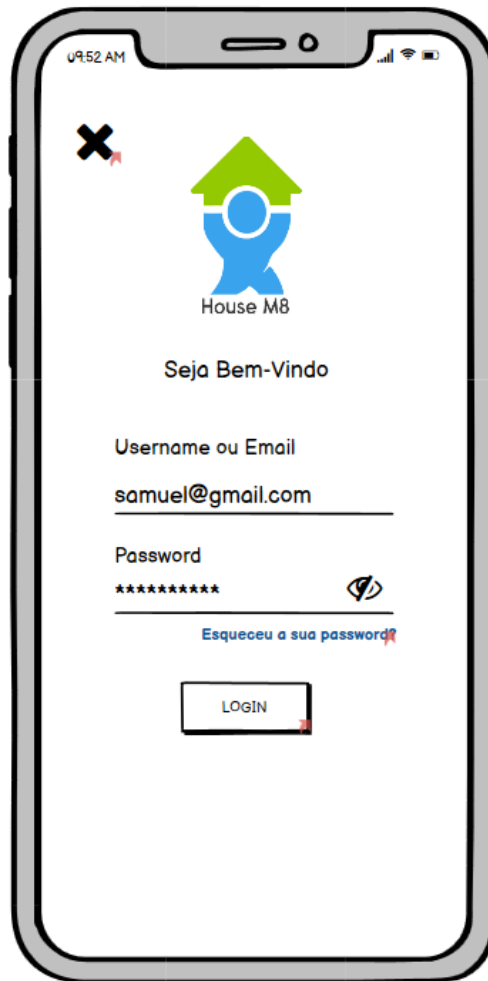 09:52 AM
House M8
Seja Bem-Vindo
Username ou Email
samuel@gmail.com
Password
**********
Esqueceu a sua password?
LOGIN